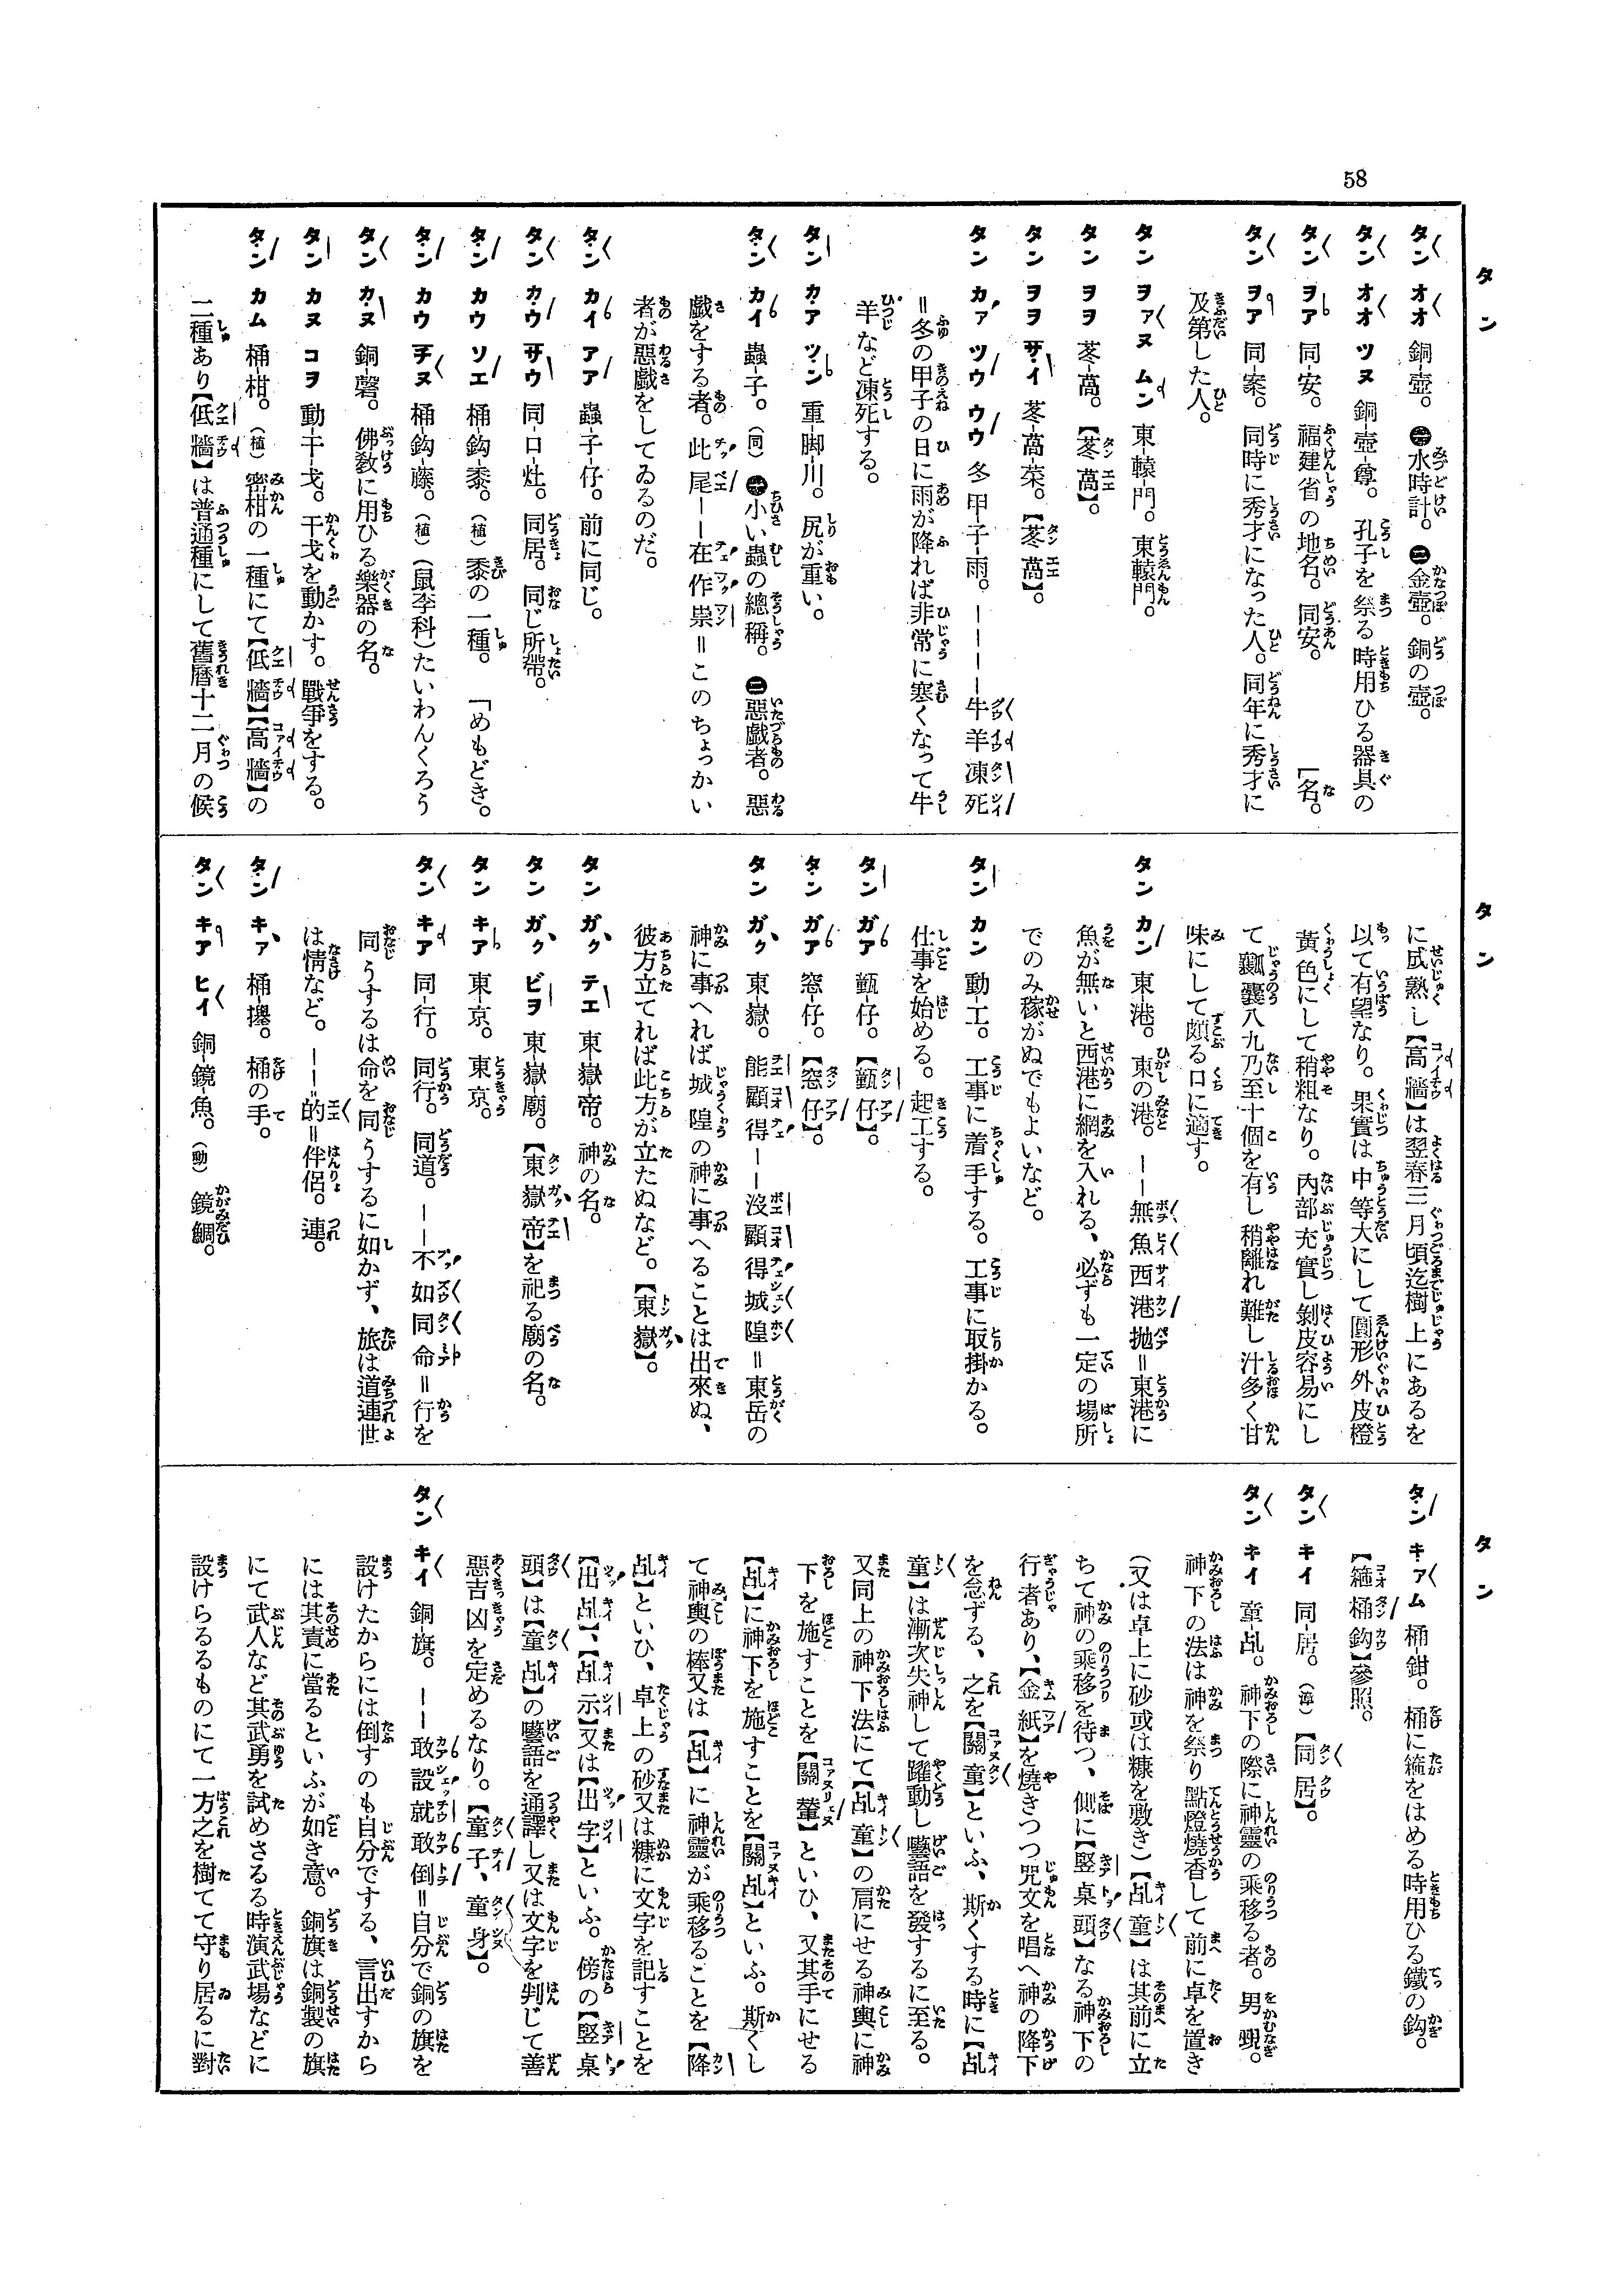 58
タン
タン オオ 銅-壺。㊀水時計。㊁金壺。銅の壺。
タン オオ ツヌ 銅-壺-尊。孔子を祭る時用ひる器具の
タン ヲア 同-安。福建省の地名。同安。 [名。
タン ヲア 同-案。同時に秀才になった人。同年に秀才に
及第した人。
タン ヲァヌ ムン 東-轅-門。東轅門。
タン ヲヲ 苳-萵。【苳萵】。
タン ヲヲ サイ 苳-萵-菜。【苳萵】。
タン カァ ツウ ウウ 冬-甲-子-雨。————牛羊凍死
=冬の甲子の日に雨が降れば非常に寒くなって牛
羊など凍死する。
タン カア ツン 重-脚-川。尻が重い。
タン カイ 蟲-子。(同)㊀小い蟲の總稱。㊁惡戲者。惡
戲をする者。此尾——在作祟=このちょっかい
者が惡戲をしてゐるのだ。
タン カイ アア 蟲-子-仔。前に同じ。
タン カウ サウ 同-口-灶。同居。同じ所帶。
タン カウ ソエ 桶-鈎-黍。(植)黍の一種。 「めもどき。
タン カウ チヌ 桶-鈎-藤。(植)(鼠李科)たいわんくろう
タン カヌ 銅-磬。佛教に用ひる樂器の名。
タン カヌ コヲ 動-干-戈。干戈を動かす。戰爭をする。
タン カム 桶-柑。(植)密柑の一種にて【低牆】【高牆】の
二種あり【低牆】は普通種にして舊曆十二月の候
タン
に成熟し【高牆】は翌春三月頃迄樹上にあるを
以て有望なり。果實は中等大にして圓形外皮橙
黃色にして稍粗なり。內部充實し剝皮容易にし
て瓤囊八九乃至十個を有し稍離れ難し汁多く甘
味にして頗る口に適す。
タン カン 東-港。東の港。——無魚西港抛=東港に
魚が無いと西港に網を入れる、必ずも一定の場所
でのみ稼がぬでもよいなど。
タン カン 動-工。工事に着手する。工事に取掛かる。
仕事を始める。起工する。
タン ガア 甄-仔。【甄仔】。
タン ガア 窓-仔。【窓仔】。
タン ガク 東-嶽。能顧得——沒顧得城隍=東岳の
神に事へれば城隍の神に事へることは出來ぬ、
彼方立てれば此方が立たぬなど。【東嶽】。
タン ガク テエ 東-嶽-帝。神の名。
タン ガク ビヲ 東-嶽-廟。【東嶽帝】を祀る廟の名。
タン キア 東-京。東京。
タン キア 同-行。同行。同道。——不如同命=行を
同うするは命を同うするに如かず、旅は道連世
は情など。——的=伴侶。連。
タン キァ 桶-攑。桶の手。
タン キア ヒイ 銅-鏡-魚。(動)鏡鯛。
タン
タン キァム 桶-鉗。桶に箍をはめる時用ひる鐵の鈎。
【箍桶鈎】參照。
タン キイ 同-居。(漳)【同居】。
タン キイ 童-乩。神下の際に神靈の乘移る者。男覡。
神下の法は神を祭り點燈燒香して前に卓を置き
(又は卓上に砂或は糠を敷き)【乩童】は其前に立
ちて神の乘移を待つ、側に【竪桌頭】なる神下の
行者あり、【金紙】を燒きつつ咒文を唱へ神の降下
を念ずる、之を【關童】といふ、斯くする時に【乩
童】は漸次失神して躍動し囈語を發するに至る。
又同上の神下法にて【乩童】の肩にせる神輿に神
下を施すことを【關輦】といひ、又其手にせる
【乩】に神下を施すことを【關乩】といふ。斯くし
て神輿の棒又は【乩】に神靈が乘移ることを【降
乩】といひ、卓上の砂又は糠に文字を記すことを
【出乩】、【乩示】又は【出字】といふ。傍の【竪桌
頭】は【童乩】の囈語を通譯し又は文字を判じて善
惡吉凶を定めるなり。【童子、童身】。
タン キイ 銅-旗。——敢設就敢倒=自分で銅の旗を
設けたからには倒すのも自分でする、言出すから
には其責に當るといふが如き意。銅旗は銅製の旗
にて武人など其武勇を試めさるる時演武場などに
設けらるるものにて一方之を樹てて守り居るに對